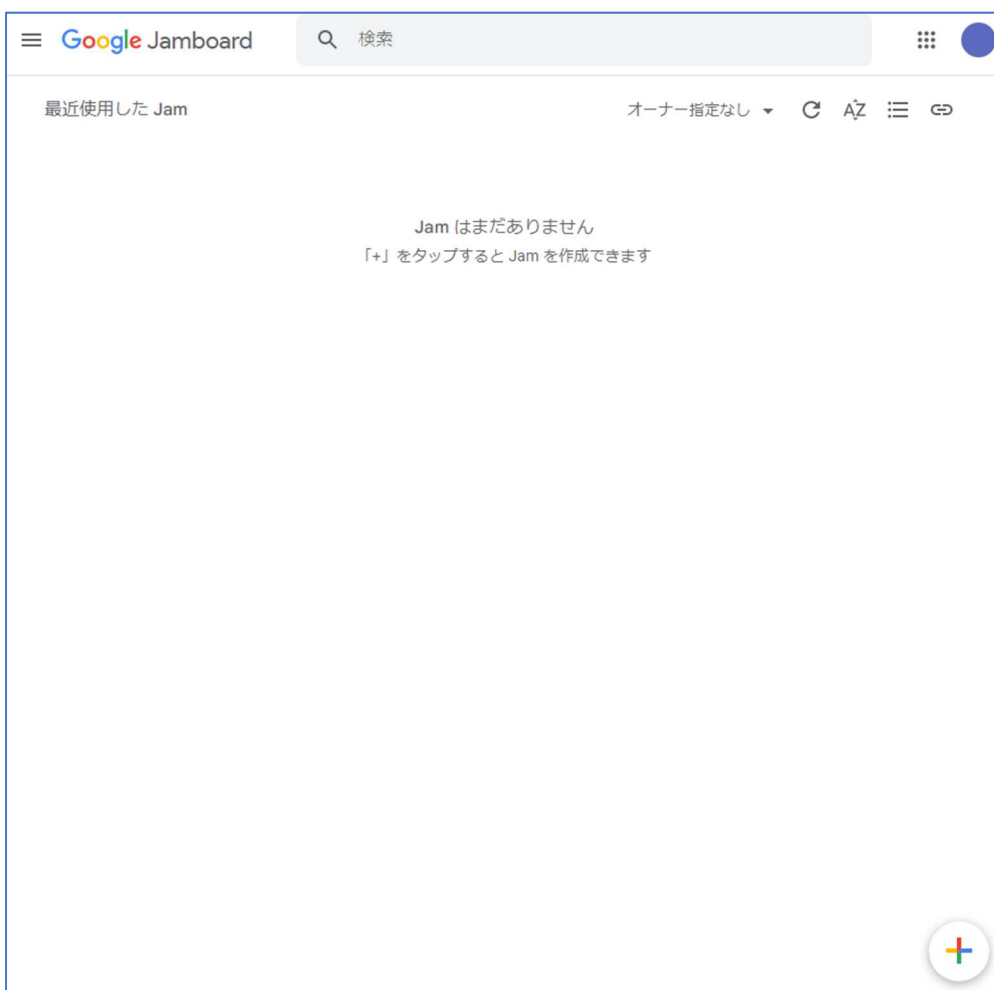 Google Jamboard
検索
最近使用した Jam
オーナー指定なし
Jam はまだありません
「+」をタップすると Jam を作成できます